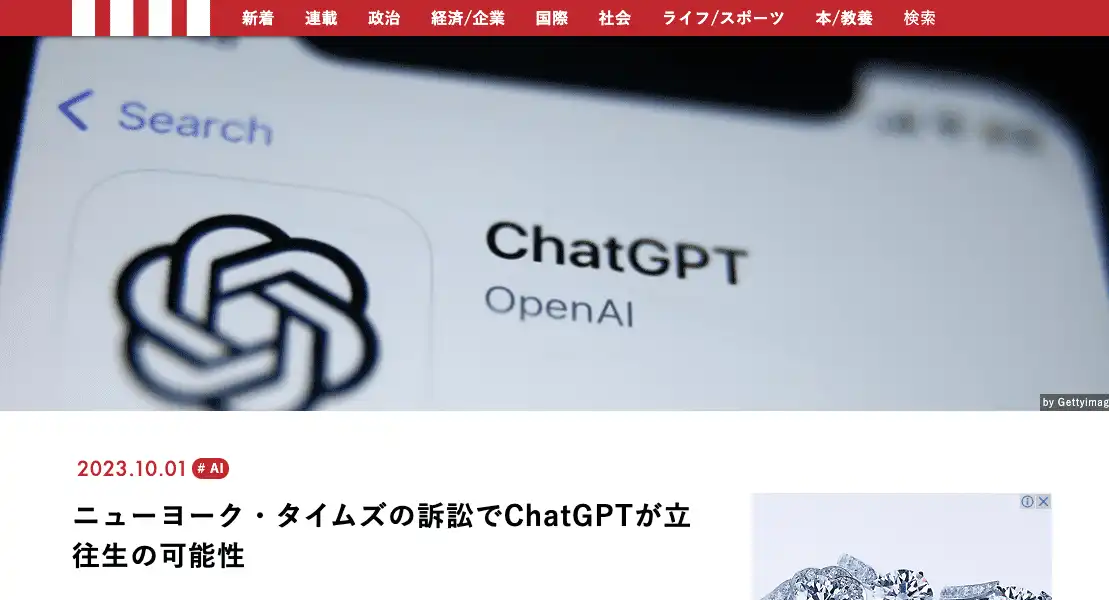 新着 連載 政治 経済/企業 国際 社会 ライフ/スポーツ 本/教養 検索
Search
ChatGPT
OpenAI
by Gettyimag
2023.10.01 # AI
ニューヨーク・タイムズの訴訟でChatGPTが立
往生の可能性